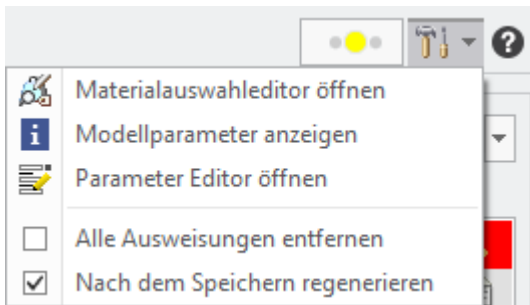 Materialauswahleditor öffnen
Modellparameter anzeigen
Parameter Editor öffnen
Alle Ausweisungen entfernen
Nach dem Speichern regenerieren